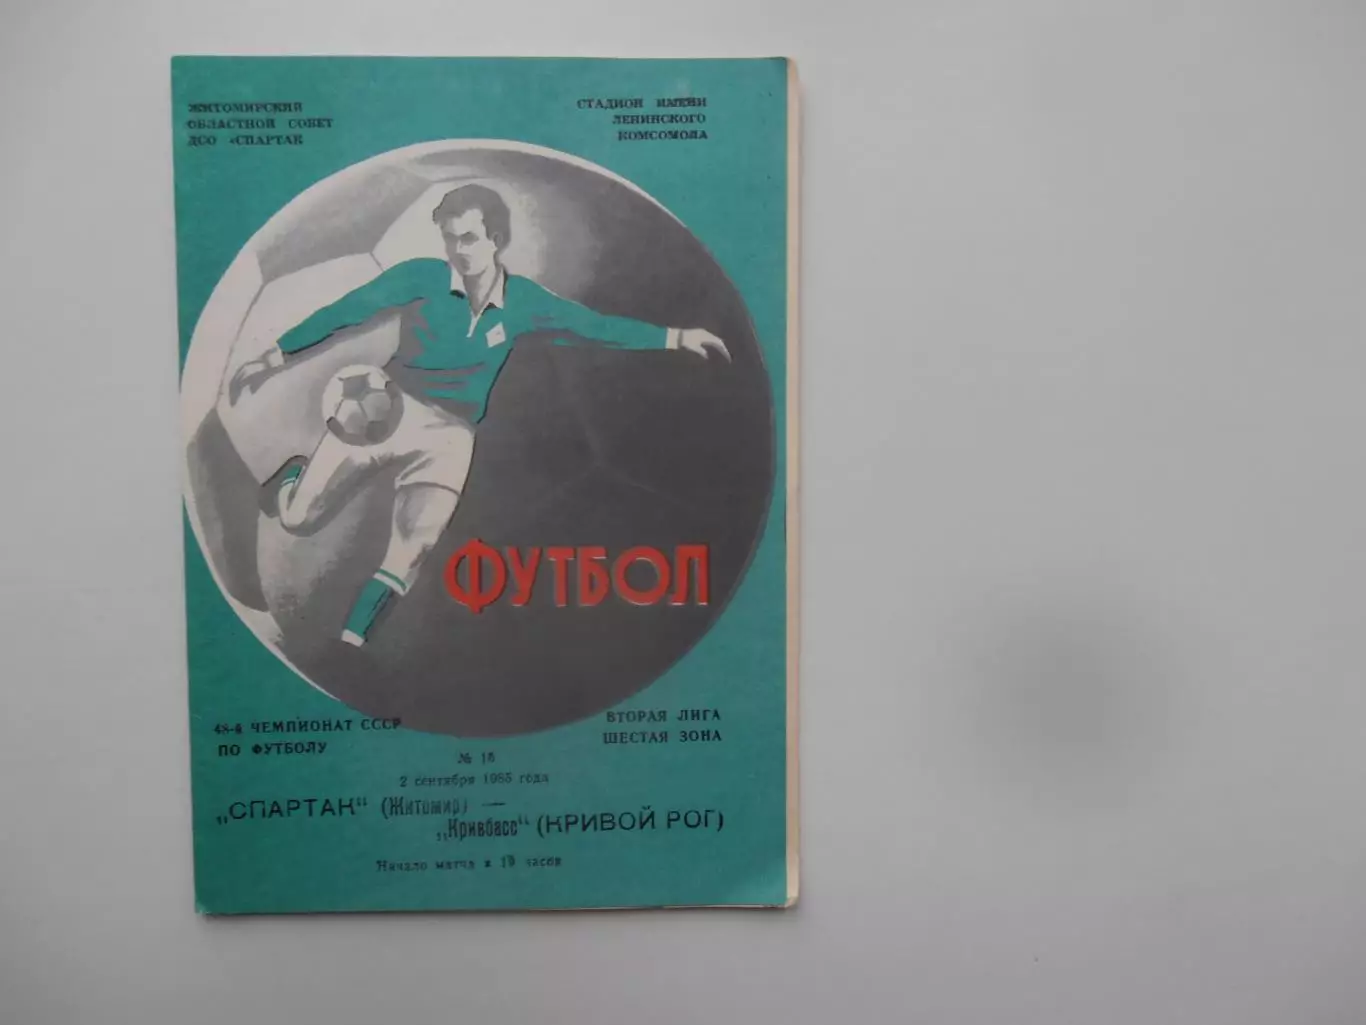 ЖИТОМИРСКИЙ
ОБЛАСТНОЙ СОВЕТ
ДСО «СПАРТАК
СТАДИОН ИМЕНИ
ЛЕНИНСКОГО
КОМСОМОЛА
ФУТБОЛ
48-й ЧЕМПИОНАТ СССР
ПО ФУТБОЛУ
ВТОРАЯ ЛИГА
ШЕСТАЯ ЗОНА
№ 18
2 сентября 1985 года
„СПАРТАК" (Житомир) —
„Кривбасс" (КРИВОЙ РОГ)
Начало матча в 19 часов